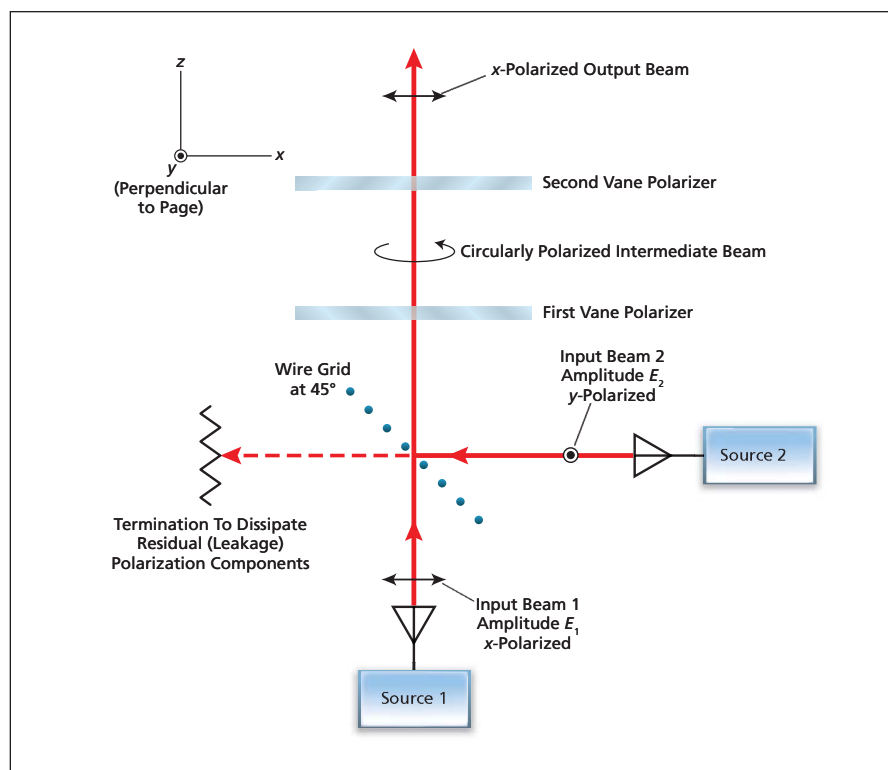 z
x-Polarized Output Beam
x
y
(Perpendicular
to Page)
Second Vane Polarizer
Circularly Polarized Intermediate Beam
First Vane Polarizer
Wire Grid
at 45°
Input Beam 2
Amplitude E2
y-Polarized
Source 2
Termination To Dissipate
Residual (Leakage)
Polarization Components
Input Beam 1
Amplitude E1
x-Polarized
Source 1